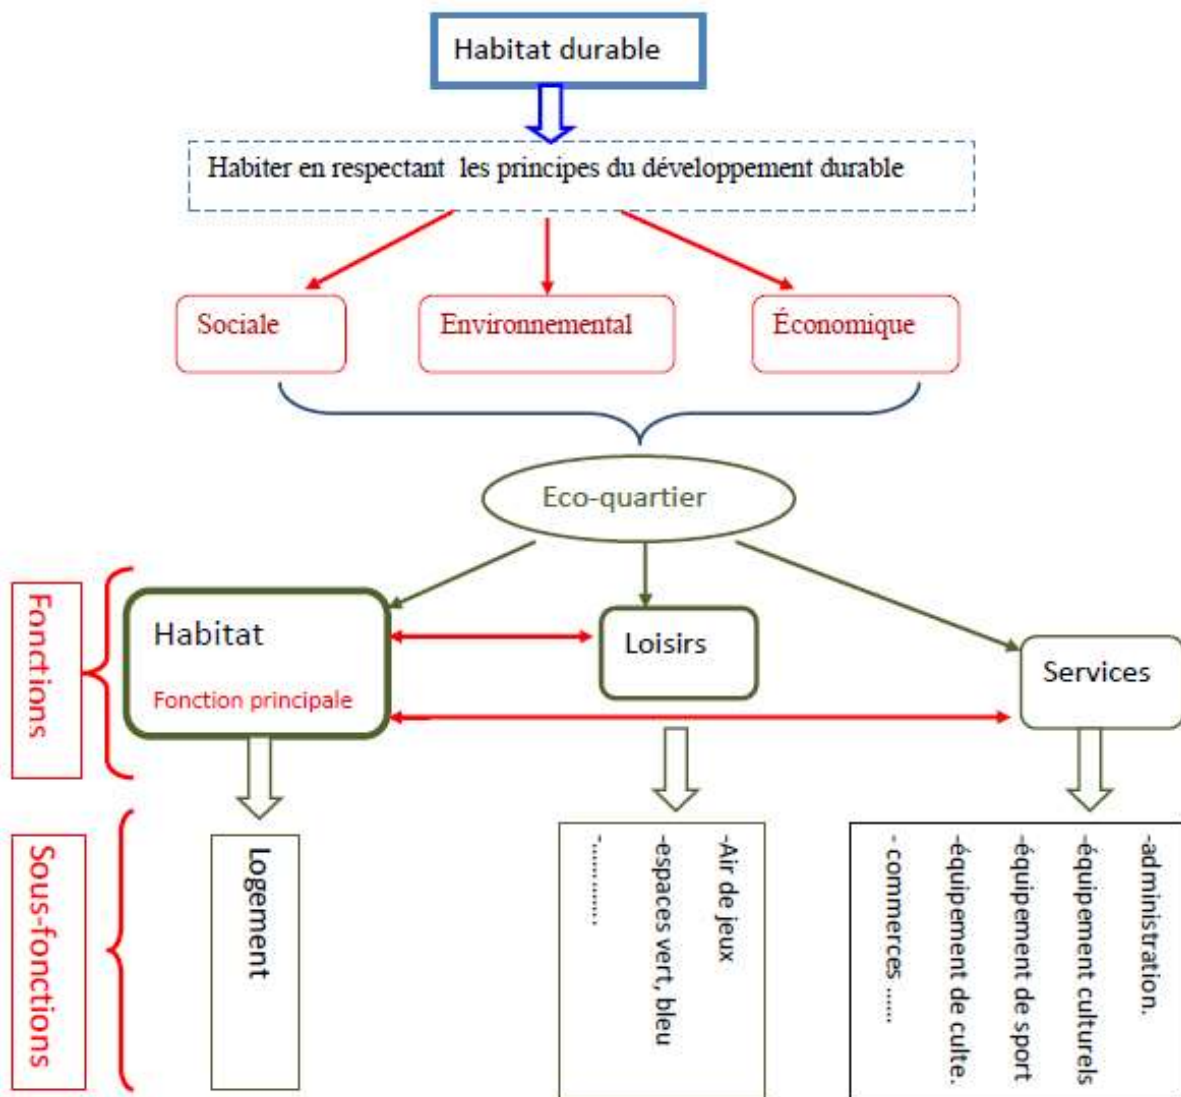 Habitat durable
Habiter en respectant les principes du développement durable
Sociale
Environnemental
Économique
Eco-quartier
Fonctions
Habitat
Fonction principale
Loisirs
Services
Sous-fonctions
Logement
-Air de jeux
-espaces vert, bleu
-.............
-administration.
-équipement culturels
-équipement de sport
-équipement de culte.
- commerces ......